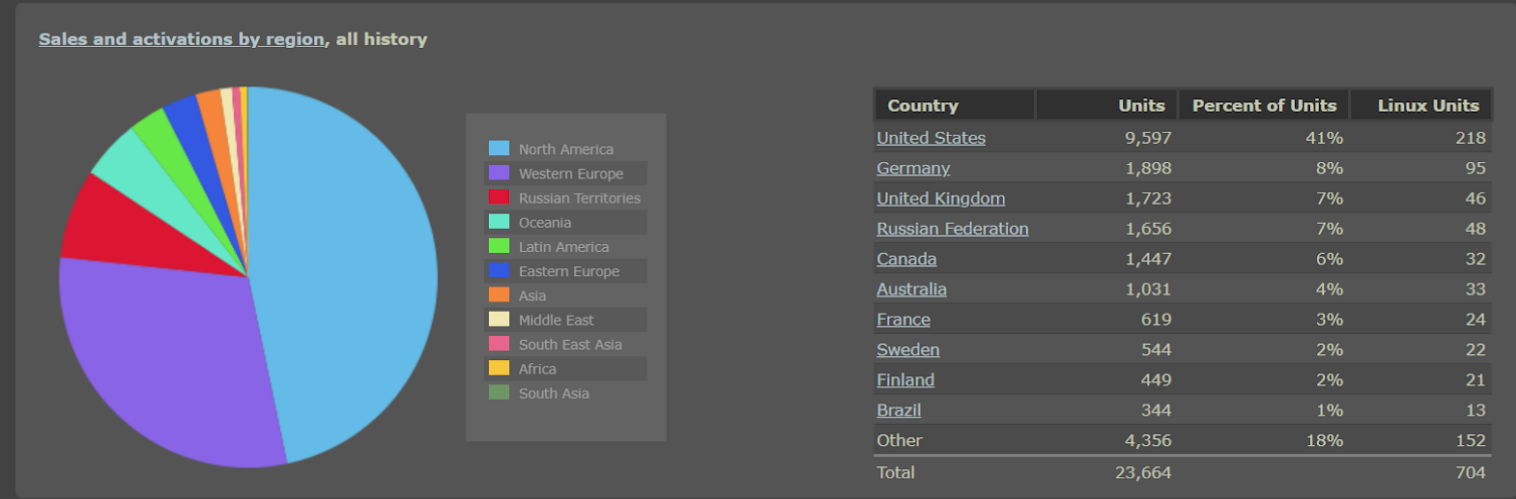 Sales and activations by region, all history
North America
Western Europe
Russian Territories
Oceania
Latin America
Eastern Europe
Asia
Middle East
South East Asia
Africa
South Asia
Country Units Percent of Units Linux Units
United States 9,597 41% 218
Germany 1,898 8% 95
United Kingdom 1,723 7% 46
Russian Federation 1,656 7% 48
Canada 1,447 6% 32
Australia 1,031 4% 33
France 619 3% 24
Sweden 544 2% 22
Finland 449 2% 21
Brazil 344 1% 13
Other 4,356 18% 152
Total 23,664 704